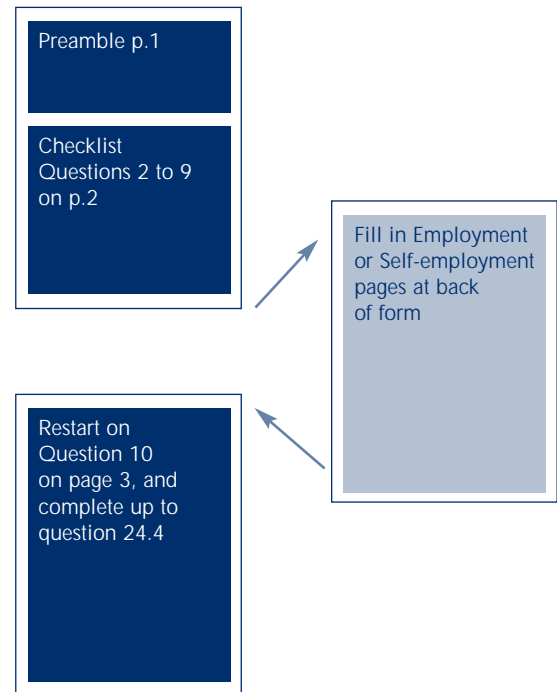 Preamble p.1
Checklist
Questions 2 to 9
on p.2
Fill in Employment
or Self-employment
pages at back
of form
Restart on
Question 10
on page 3, and
complete up to
question 24.4